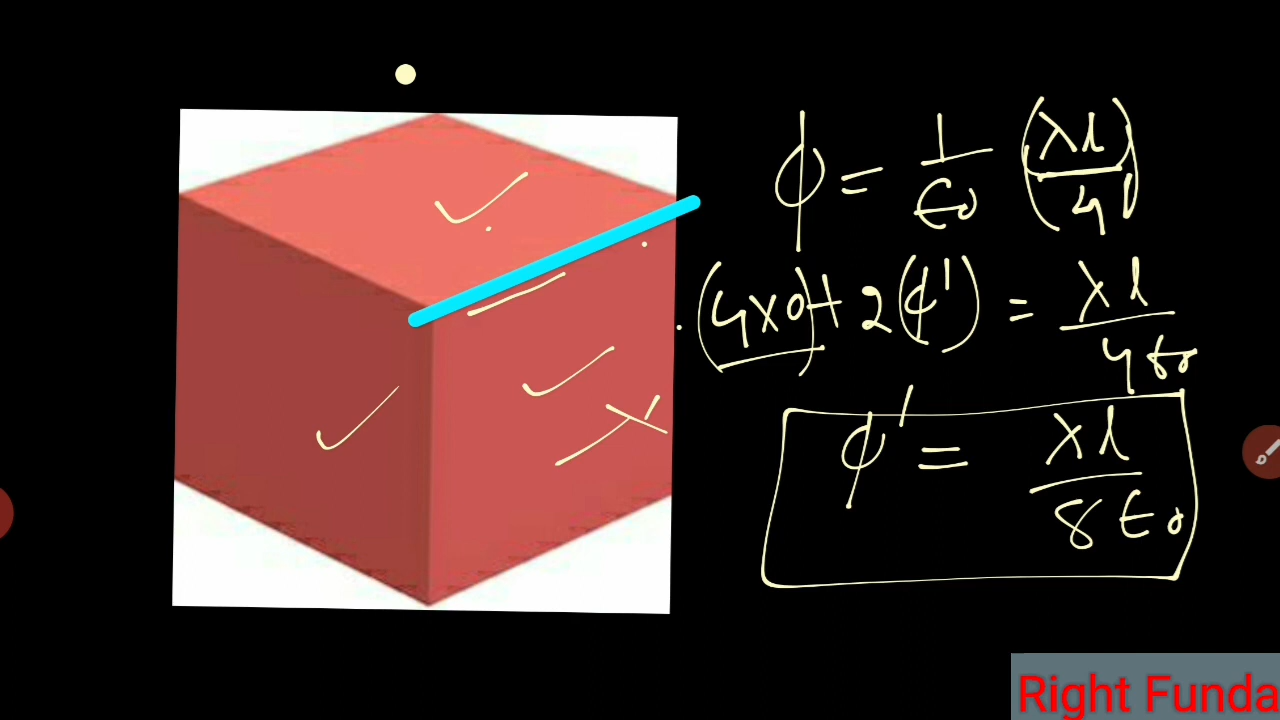 ϕ = 1/ε₀ (λl/4)
(4×0) + 2(ϕ') = λl/4ε₀
ϕ' = λl/8ε₀
Right Funda